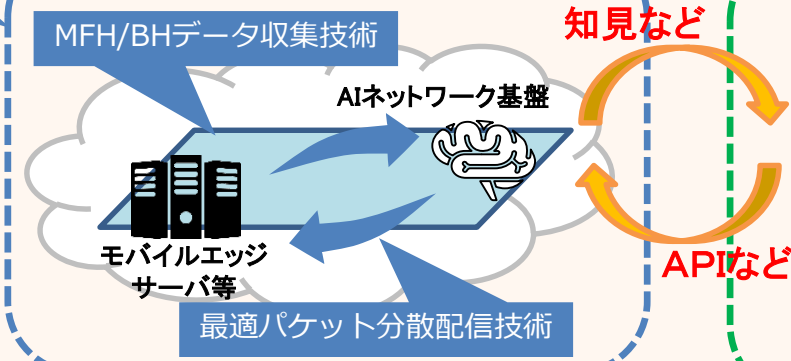 知見など
MFH/BHデータ収集技術
AIネットワーク基盤
モバイルエッジ
サーバ等
APIなど
最適パケット分散配信技術